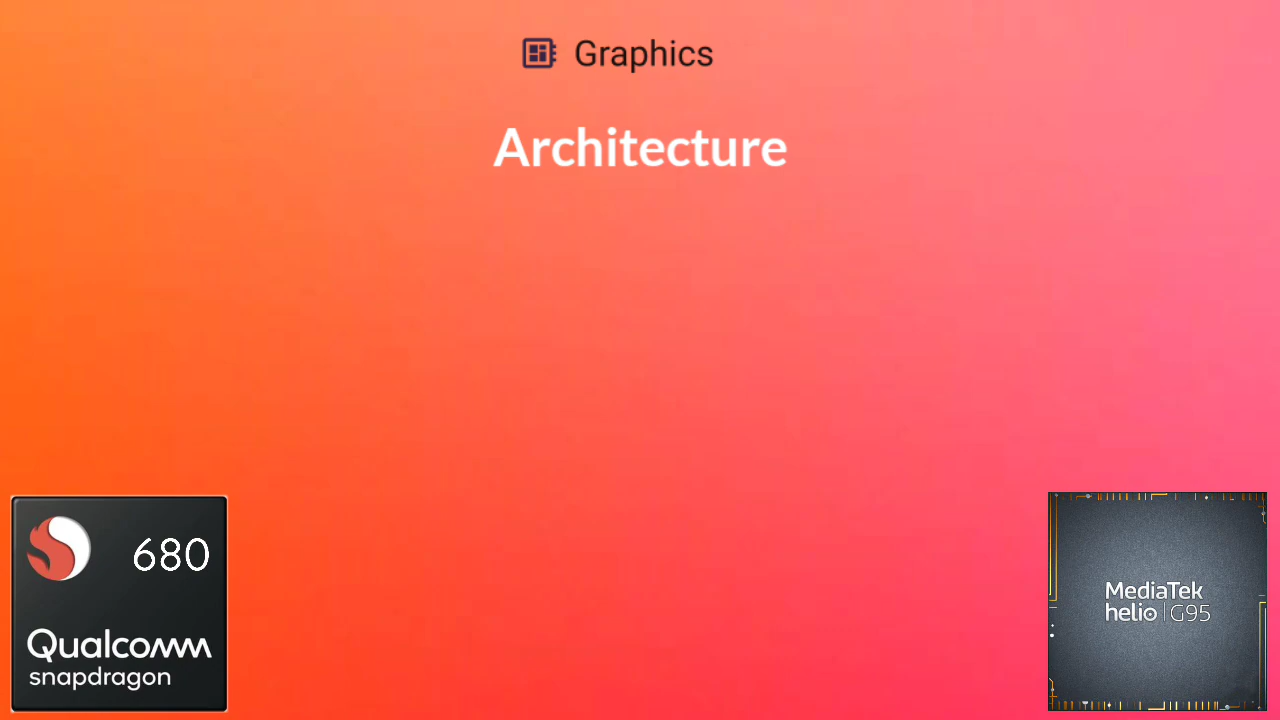 Graphics
Architecture
680
Qualcomm
snapdragon
MediaTek
helio G95